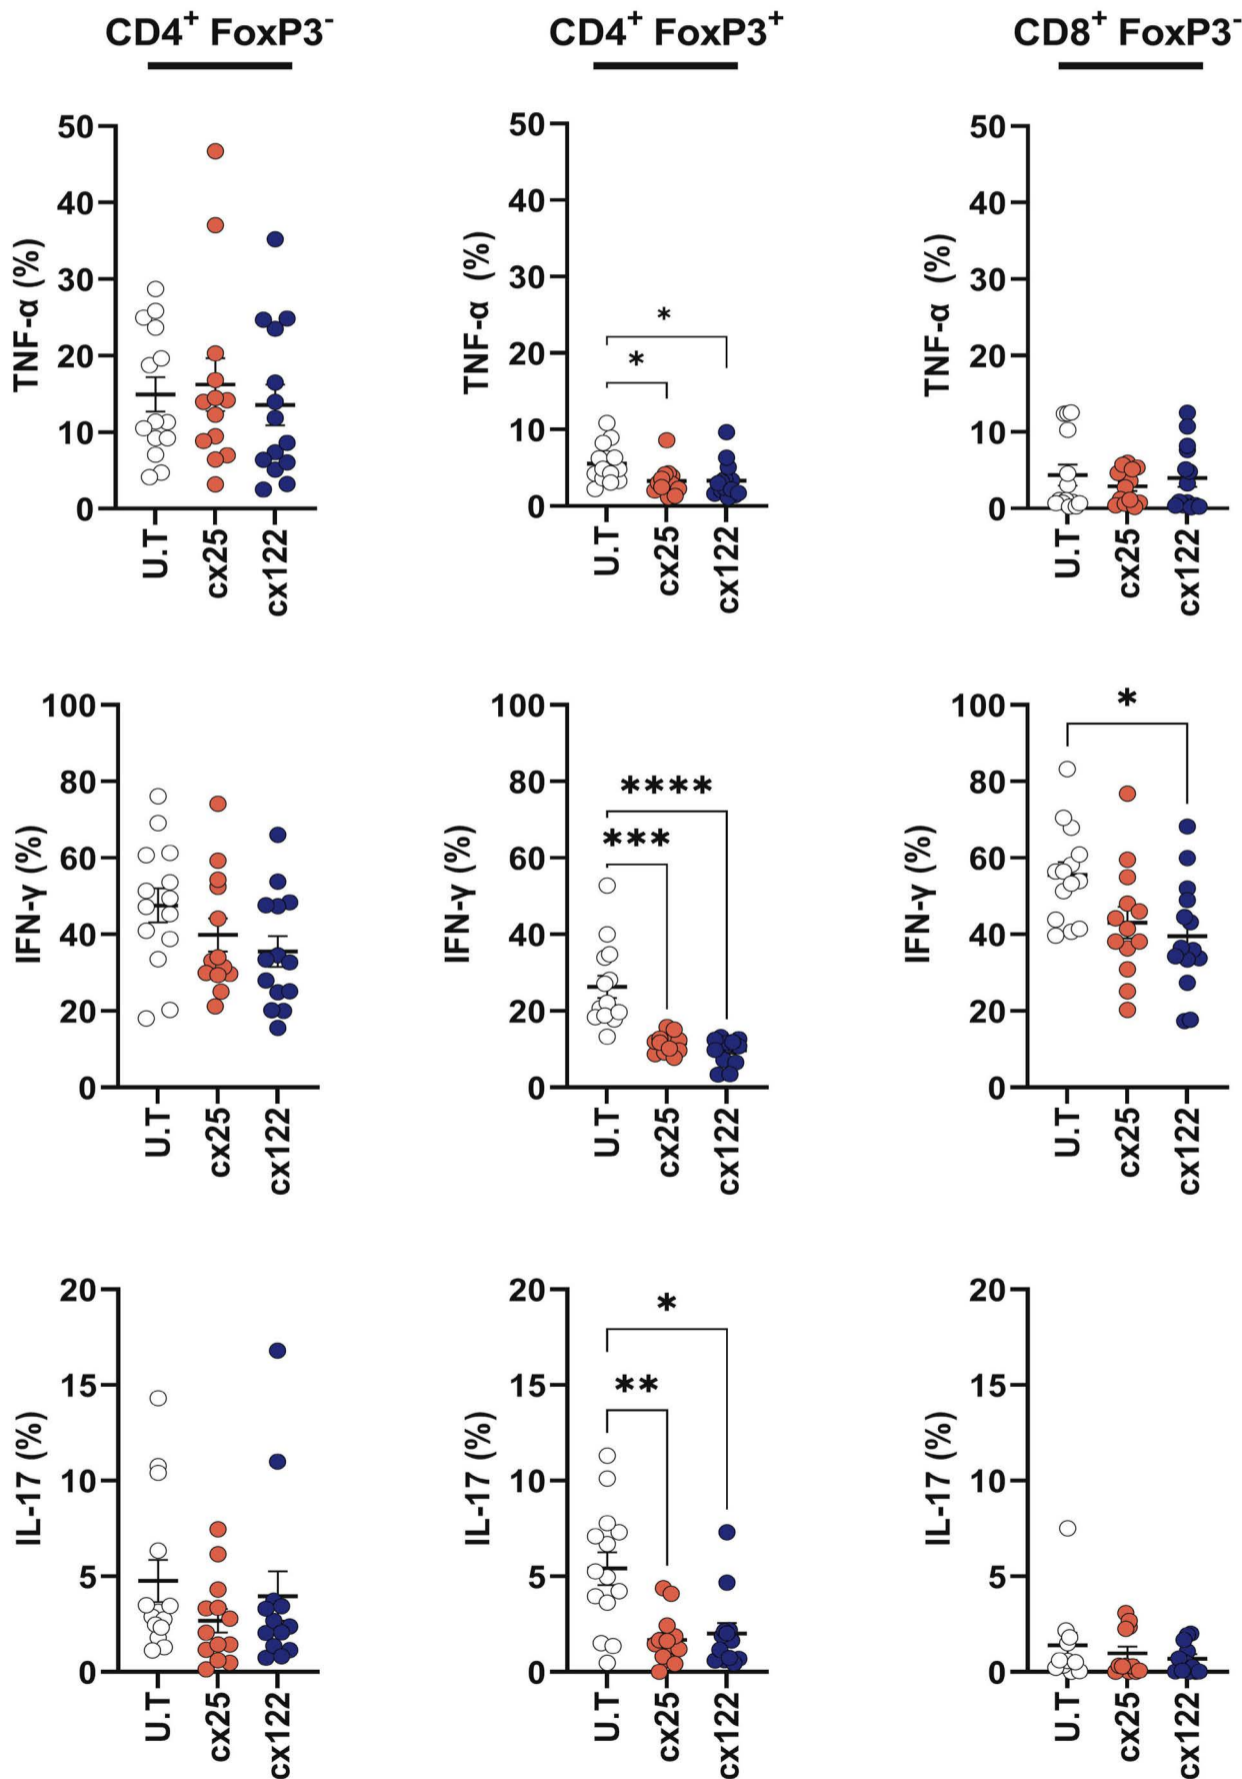 CD4⁺ FoxP3⁻
CD4⁺ FoxP3⁺
CD8⁺ FoxP3⁻
TNF-α (%)
50
40
30
20
10
0
U.T
cx25
cx122
TNF-α (%)
50
40
30
20
10
0
*
*
U.T
cx25
cx122
TNF-α (%)
50
40
30
20
10
0
U.T
cx25
cx122
IFN-γ (%)
100
80
60
40
20
0
U.T
cx25
cx122
IFN-γ (%)
100
80
60
40
20
0
****
***
U.T
cx25
cx122
IFN-γ (%)
100
80
60
40
20
0
*
U.T
cx25
cx122
IL-17 (%)
20
15
10
5
0
U.T
cx25
cx122
IL-17 (%)
20
15
10
5
0
*
**
U.T
cx25
cx122
IL-17 (%)
20
15
10
5
0
U.T
cx25
cx122